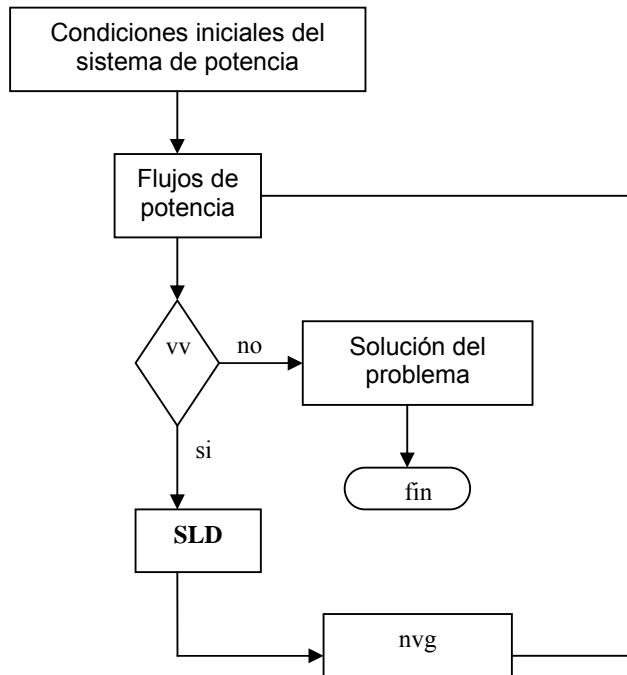 Condiciones iniciales del
sistema de potencia
Flujos de
potencia
vv
no
Solución del
problema
si
fin
SLD
nvg